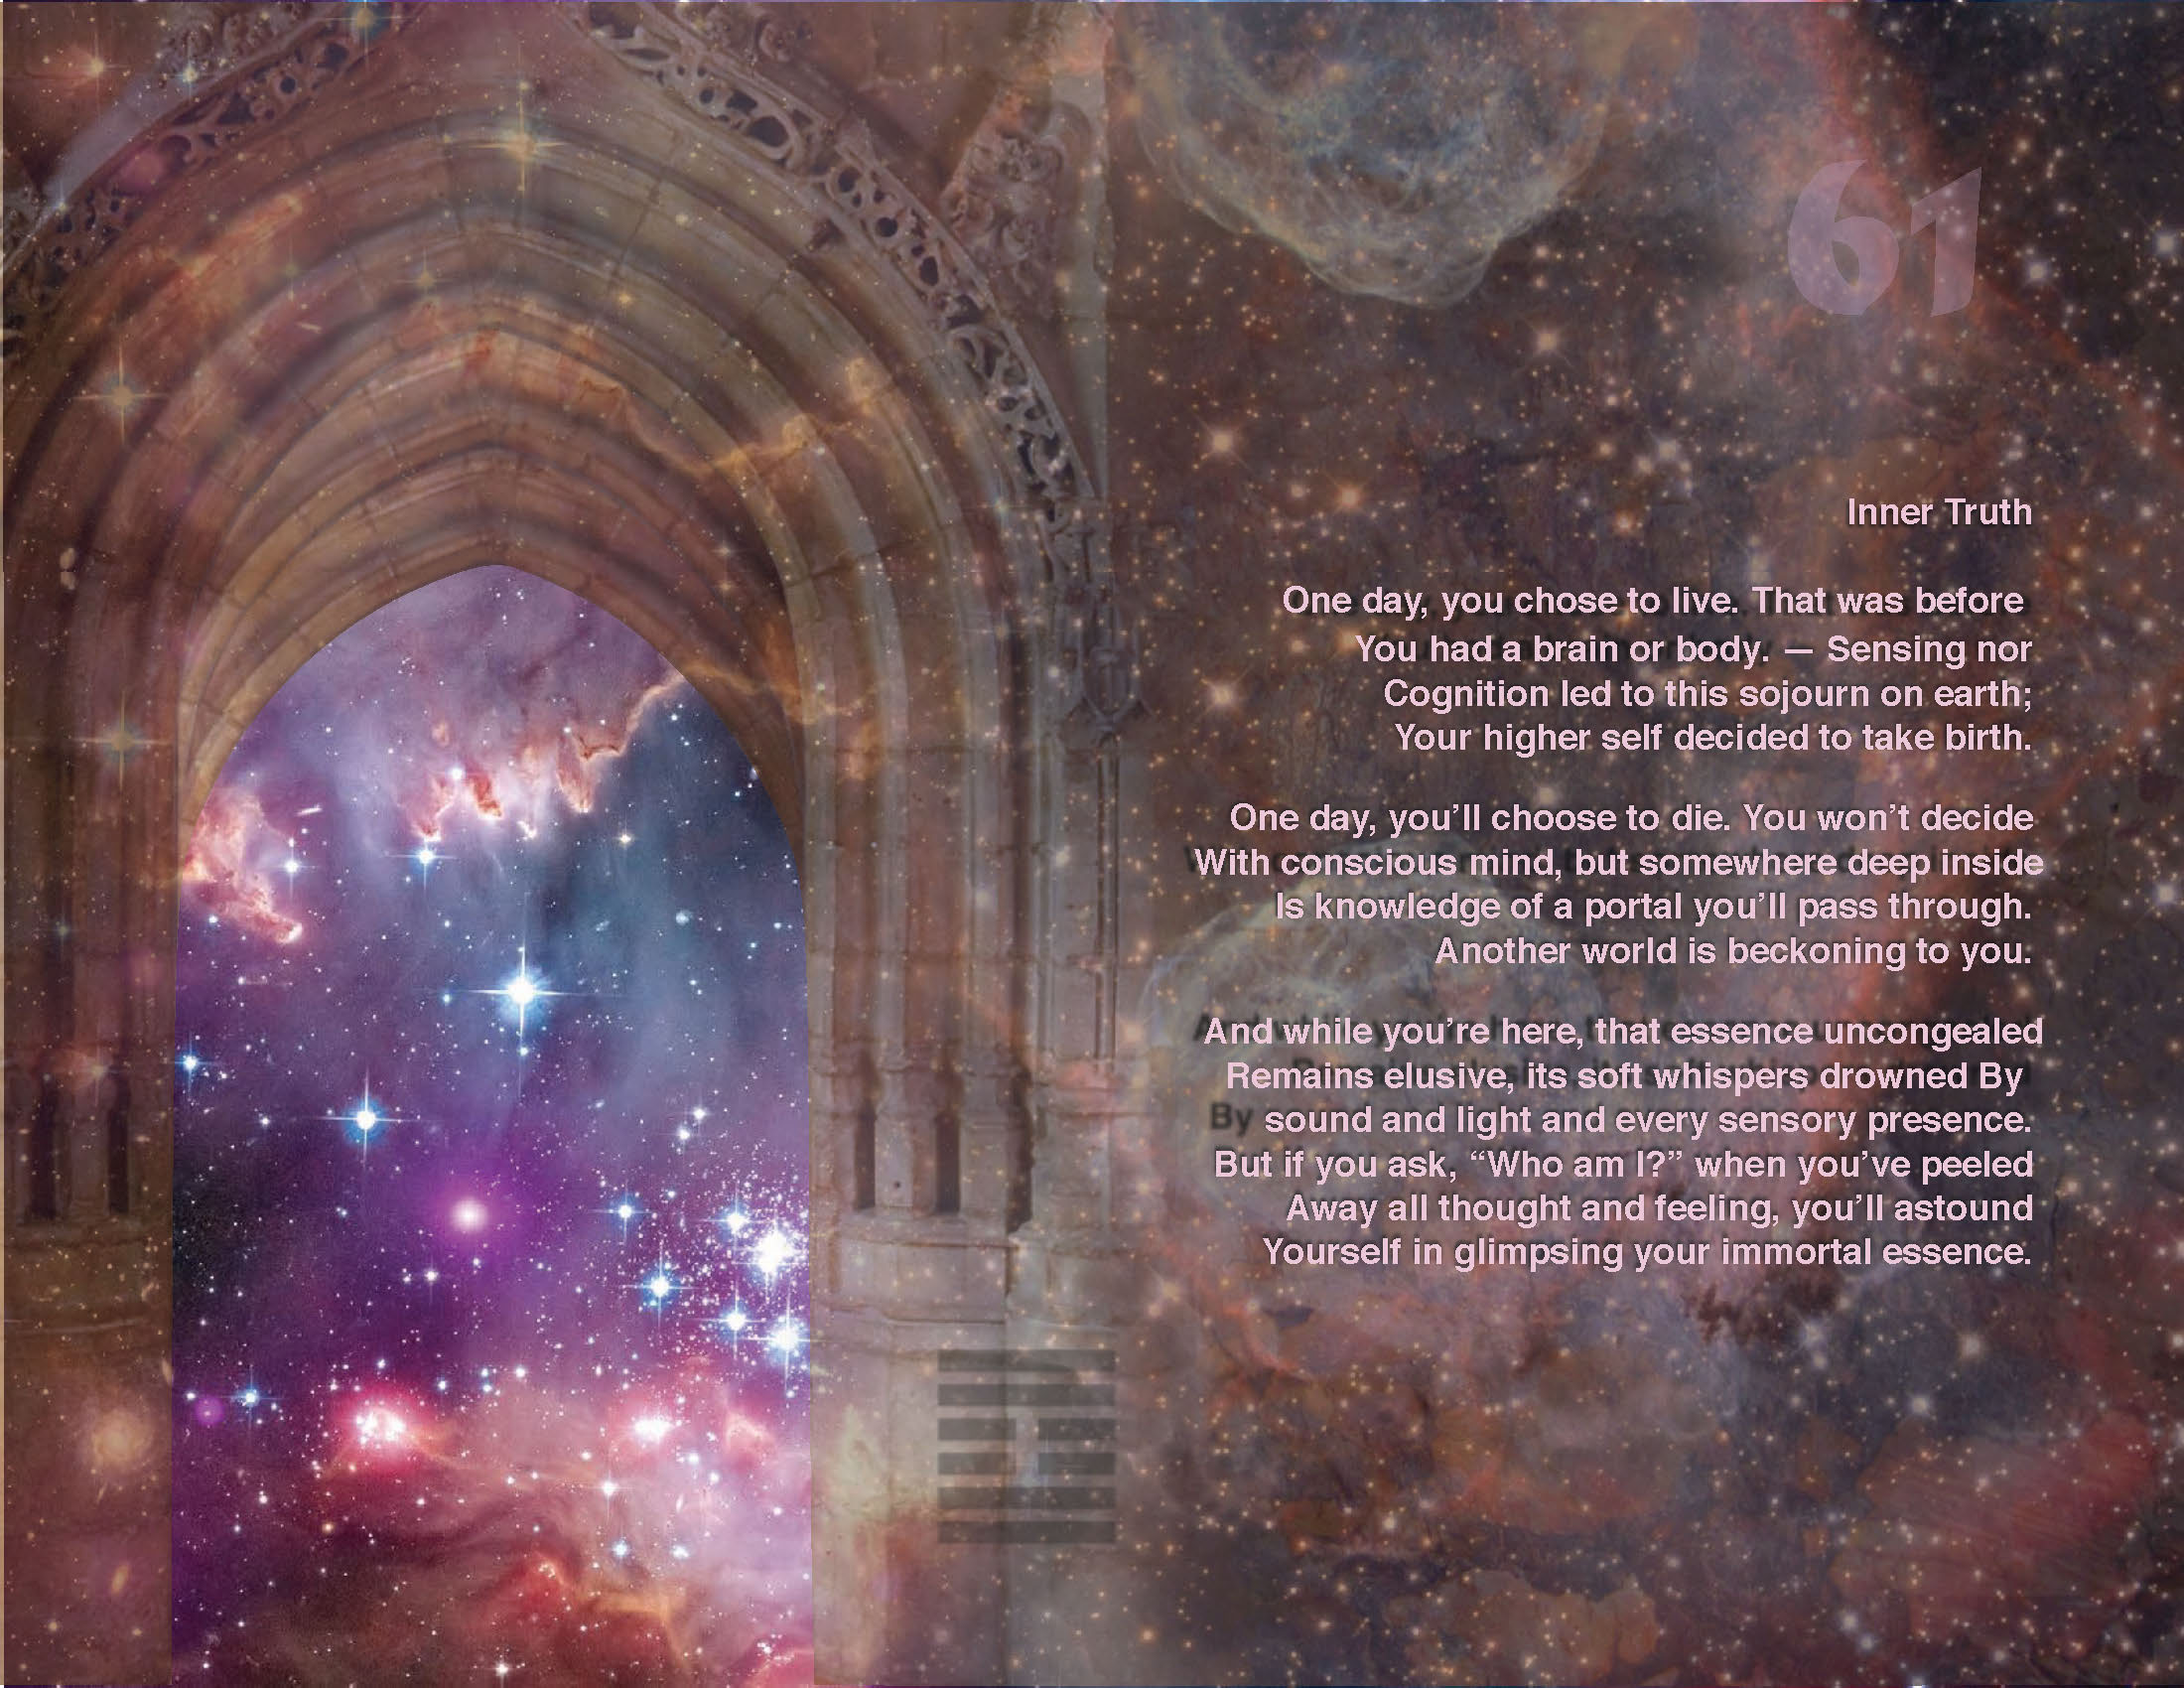 61
Inner Truth
One day, you chose to live. That was before
You had a brain or body. — Sensing nor
Cognition led to this sojourn on earth;
Your higher self decided to take birth.
One day, you’ll choose to die. You won’t decide
With conscious mind, but somewhere deep inside
Is knowledge of a portal you’ll pass through.
Another world is beckoning to you.
And while you’re here, that essence uncongealed
Remains elusive, its soft whispers drowned By
By sound and light and every sensory presence.
But if you ask, “Who am I?” when you’ve peeled
Away all thought and feeling, you’ll astound
Yourself in glimpsing your immortal essence.